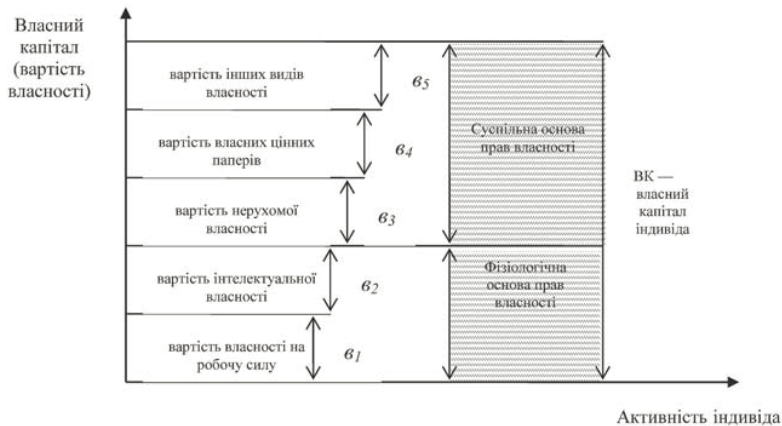 Власний
капітал
(вартість
власності)
вартість інших видів
власності
в5
вартість власних цінних
паперів
в4
вартість нерухомої
власності
в3
вартість інтелектуальної
власності
в2
вартість власності на
робочу силу
в1
Суспільна основа
прав власності
Фізіологічна
основа прав
власності
ВК —
власний
капітал
індивіда
Активність індивіда